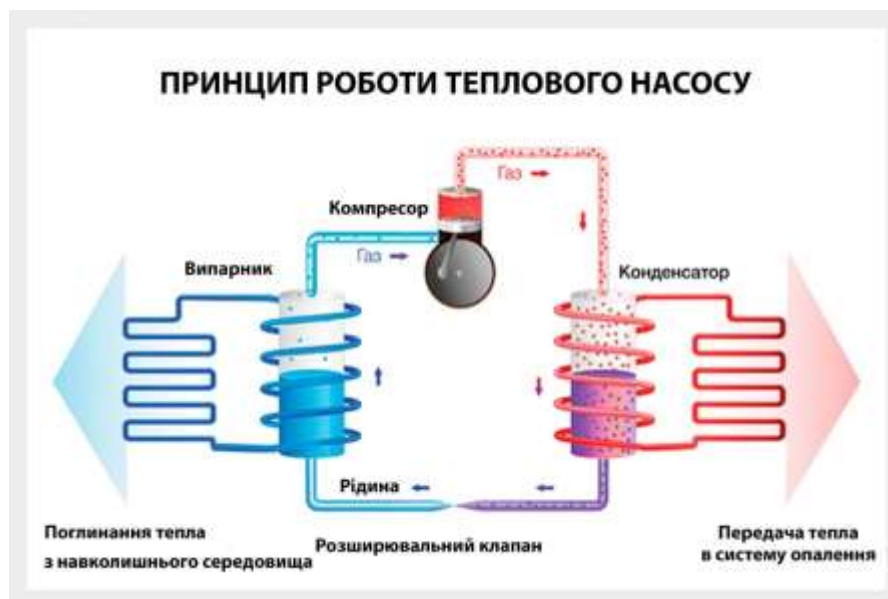 ПРИНЦИП РОБОТИ ТЕПЛОВОГО НАСОСУ
Газ
Компресор
Газ
Випарник
Конденсатор
Рідина
Розширювальний клапан
Поглинання тепла
з навколишнього середовища
Передача тепла
в систему опалення